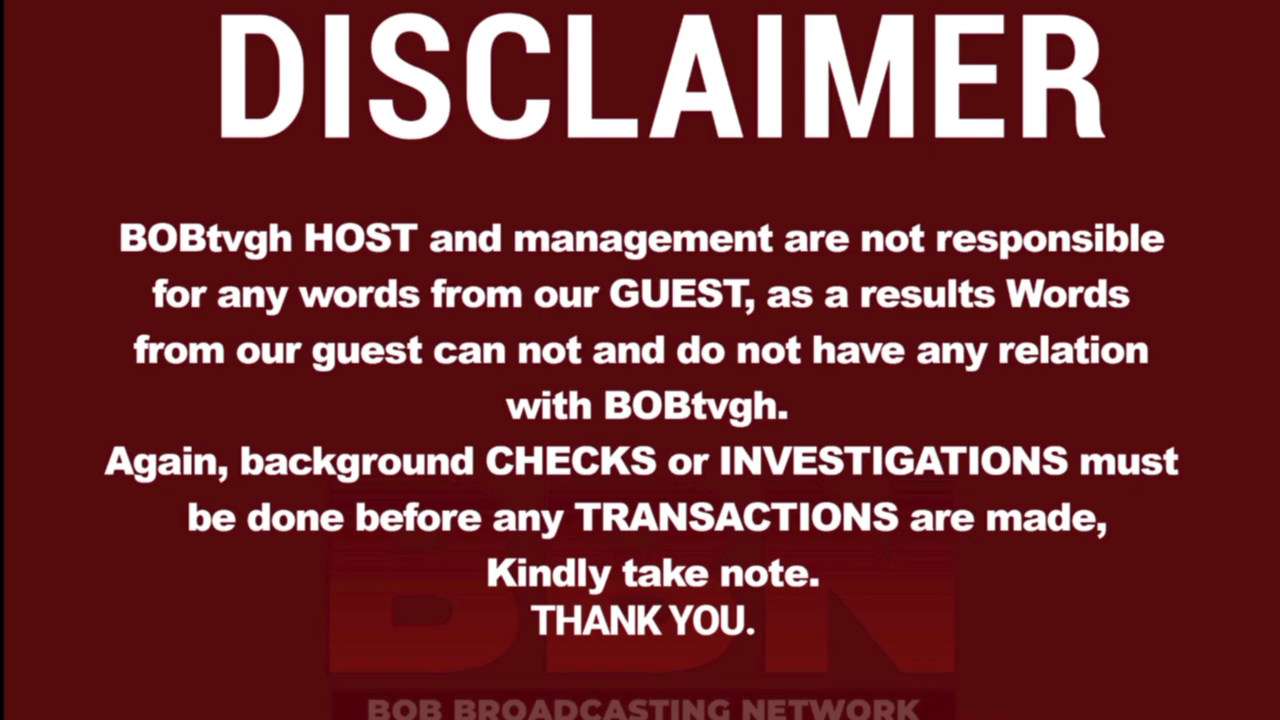 DISCLAIMER
BOBtvgh HOST and management are not responsible
for any words from our GUEST, as a results Words
from our guest can not and do not have any relation
with BOBtvgh.
Again, background CHECKS or INVESTIGATIONS must
be done before any TRANSACTIONS are made,
Kindly take note.
THANK YOU.
BBN
BOB BROADCASTING NETWORK